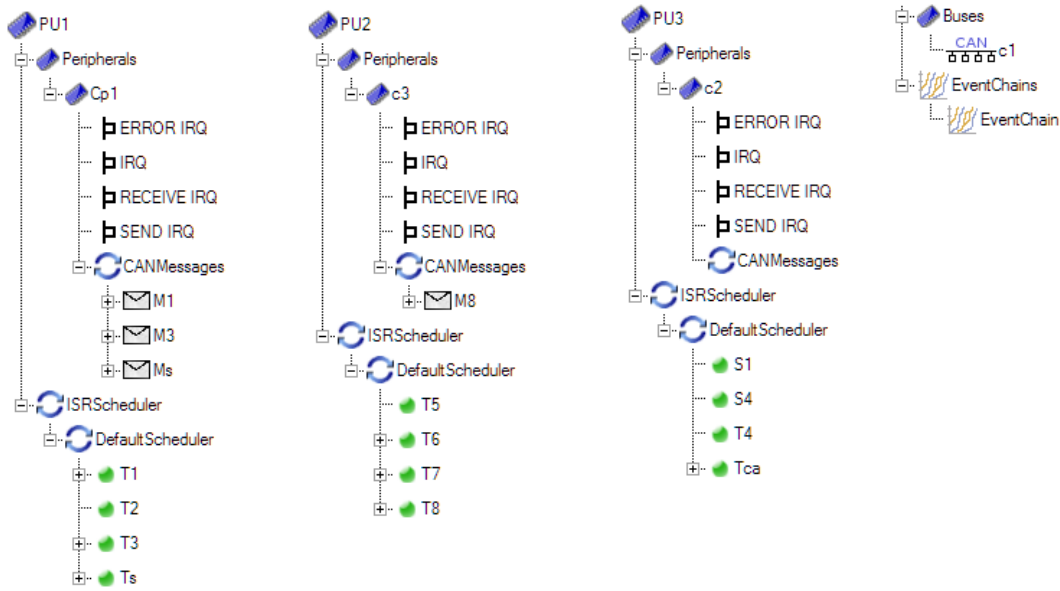 PU1
Peripherals
Cp1
ERROR IRQ
IRQ
RECEIVE IRQ
SEND IRQ
CANMessages
M1
M3
Ms
ISRScheduler
DefaultScheduler
T1
T2
T3
Ts
PU2
Peripherals
c3
ERROR IRQ
IRQ
RECEIVE IRQ
SEND IRQ
CANMessages
M8
ISRScheduler
DefaultScheduler
T5
T6
T7
T8
PU3
Peripherals
c2
ERROR IRQ
IRQ
RECEIVE IRQ
SEND IRQ
CANMessages
ISRScheduler
DefaultScheduler
S1
S4
T4
Tca
Buses
CAN c1
EventChains
EventChain